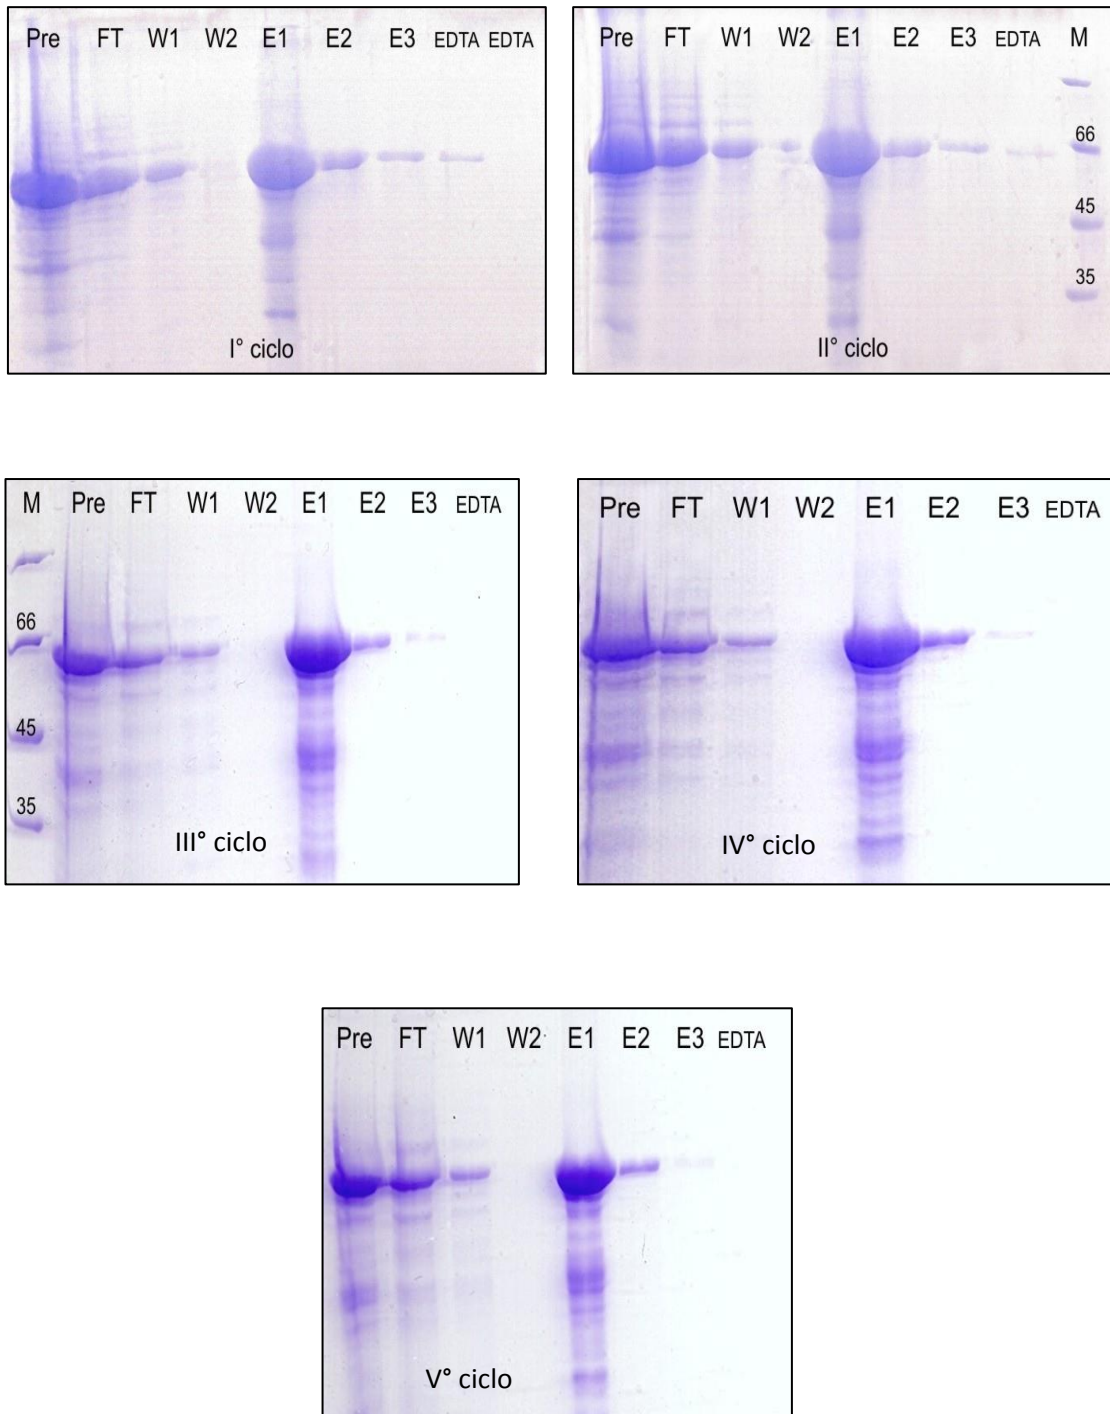 Pre FT W1 W2 E1 E2 E3 EDTA EDTA
I° ciclo
Pre FT W1 W2 E1 E2 E3 EDTA M
66
45
35
II° ciclo
M Pre FT W1 W2 E1 E2 E3 EDTA
66
45
35
III° ciclo
Pre FT W1 W2 E1 E2 E3 EDTA
IV° ciclo
Pre FT W1 W2 E1 E2 E3 EDTA
V° ciclo